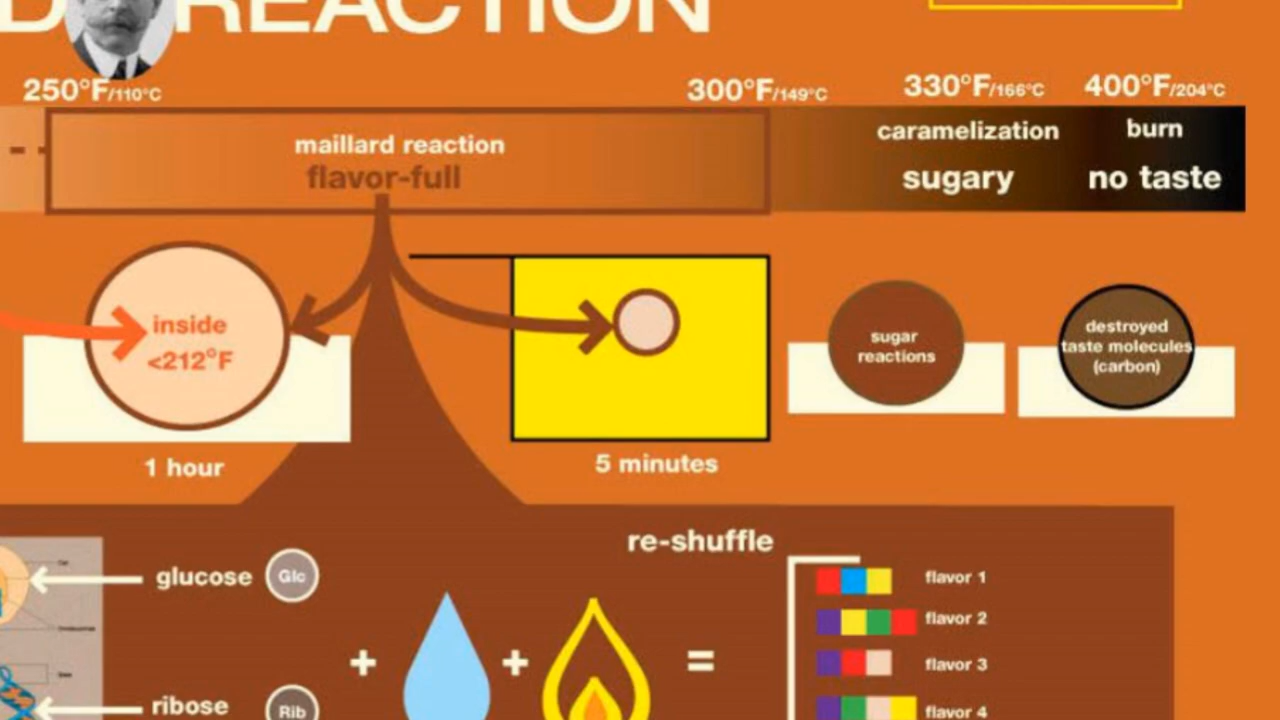 D REACTION
250°F/110°C
300°F/149°C
330°F/166°C
400°F/204°C
maillard reaction
flavor-full
caramelization
sugary
burn
no taste
inside
<212°F
sugar
reactions
destroyed
taste molecules
(carbon)
1 hour
5 minutes
re-shuffle
glucose
Glc
flavor 1
flavor 2
+
+
=
flavor 3
ribose
Rib
flavor 4